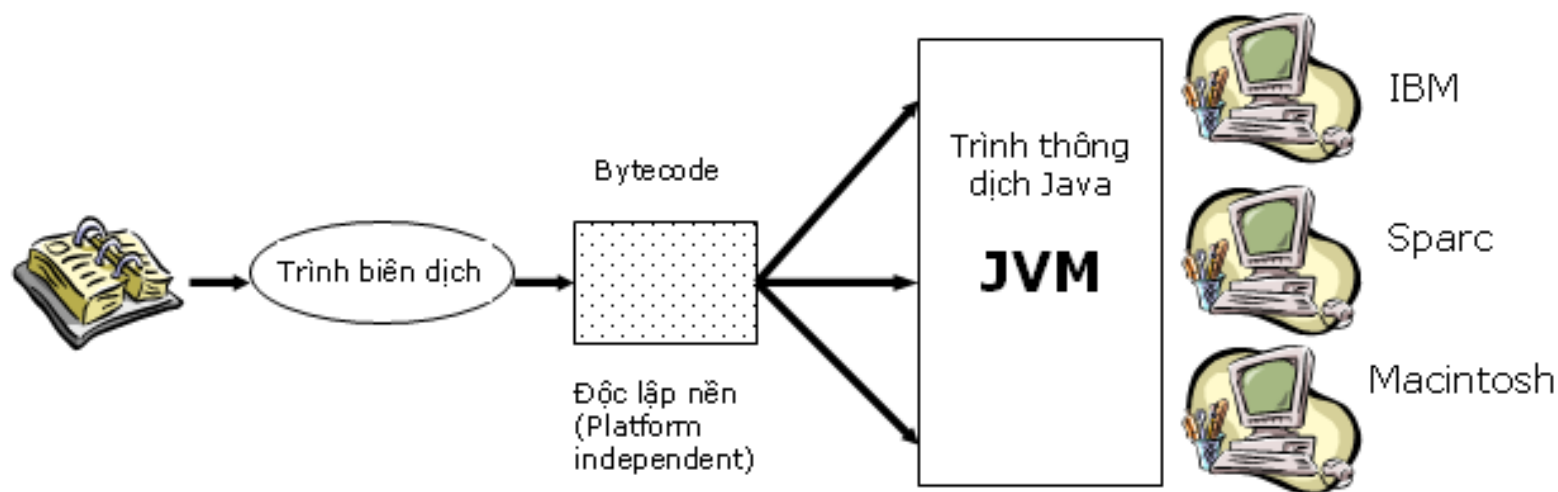 Trình biên dịch
Bytecode
Độc lập nền
(Platform
independent)
Trình thông
dịch Java
JVM
IBM
Sparc
Macintosh